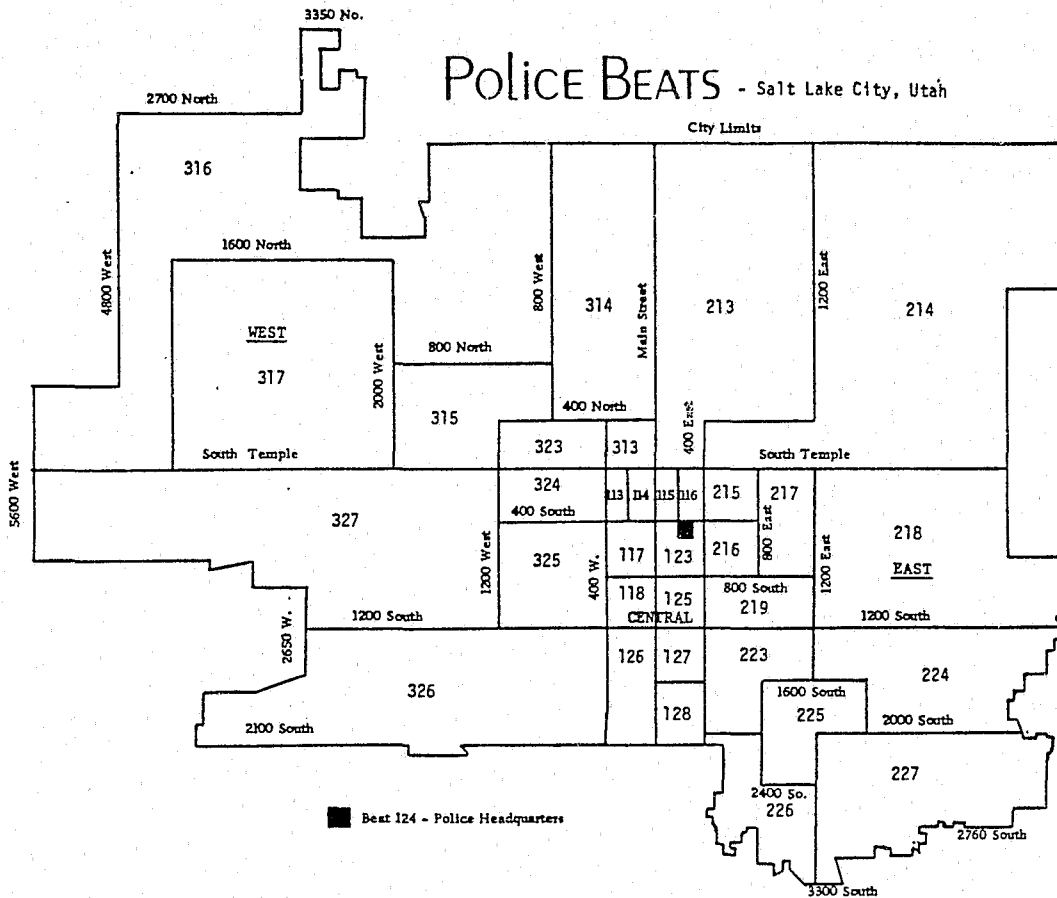 3350 No.
POLICE BEATS - Salt Lake City, Utah
2700 North
City Limits
316
1600 North
4800 West
800 West
Main Street
1200 East
314
213
214
WEST
317
2000 West
800 North
315
400 North
400 East
323
313
South Temple
South Temple
5600 West
324
113
114
115
116
215
217
400 South
327
1200 West
325
400 W.
117
123
216
800 East
1200 East
218
EAST
118
125
800 South
219
1200 South
CENTRAL
1200 South
2650 W.
126
127
223
224
326
1600 South
225
128
2100 South
2000 South
227
2400 So.
226
Beat 124 - Police Headquarters
2760 South
3300 South